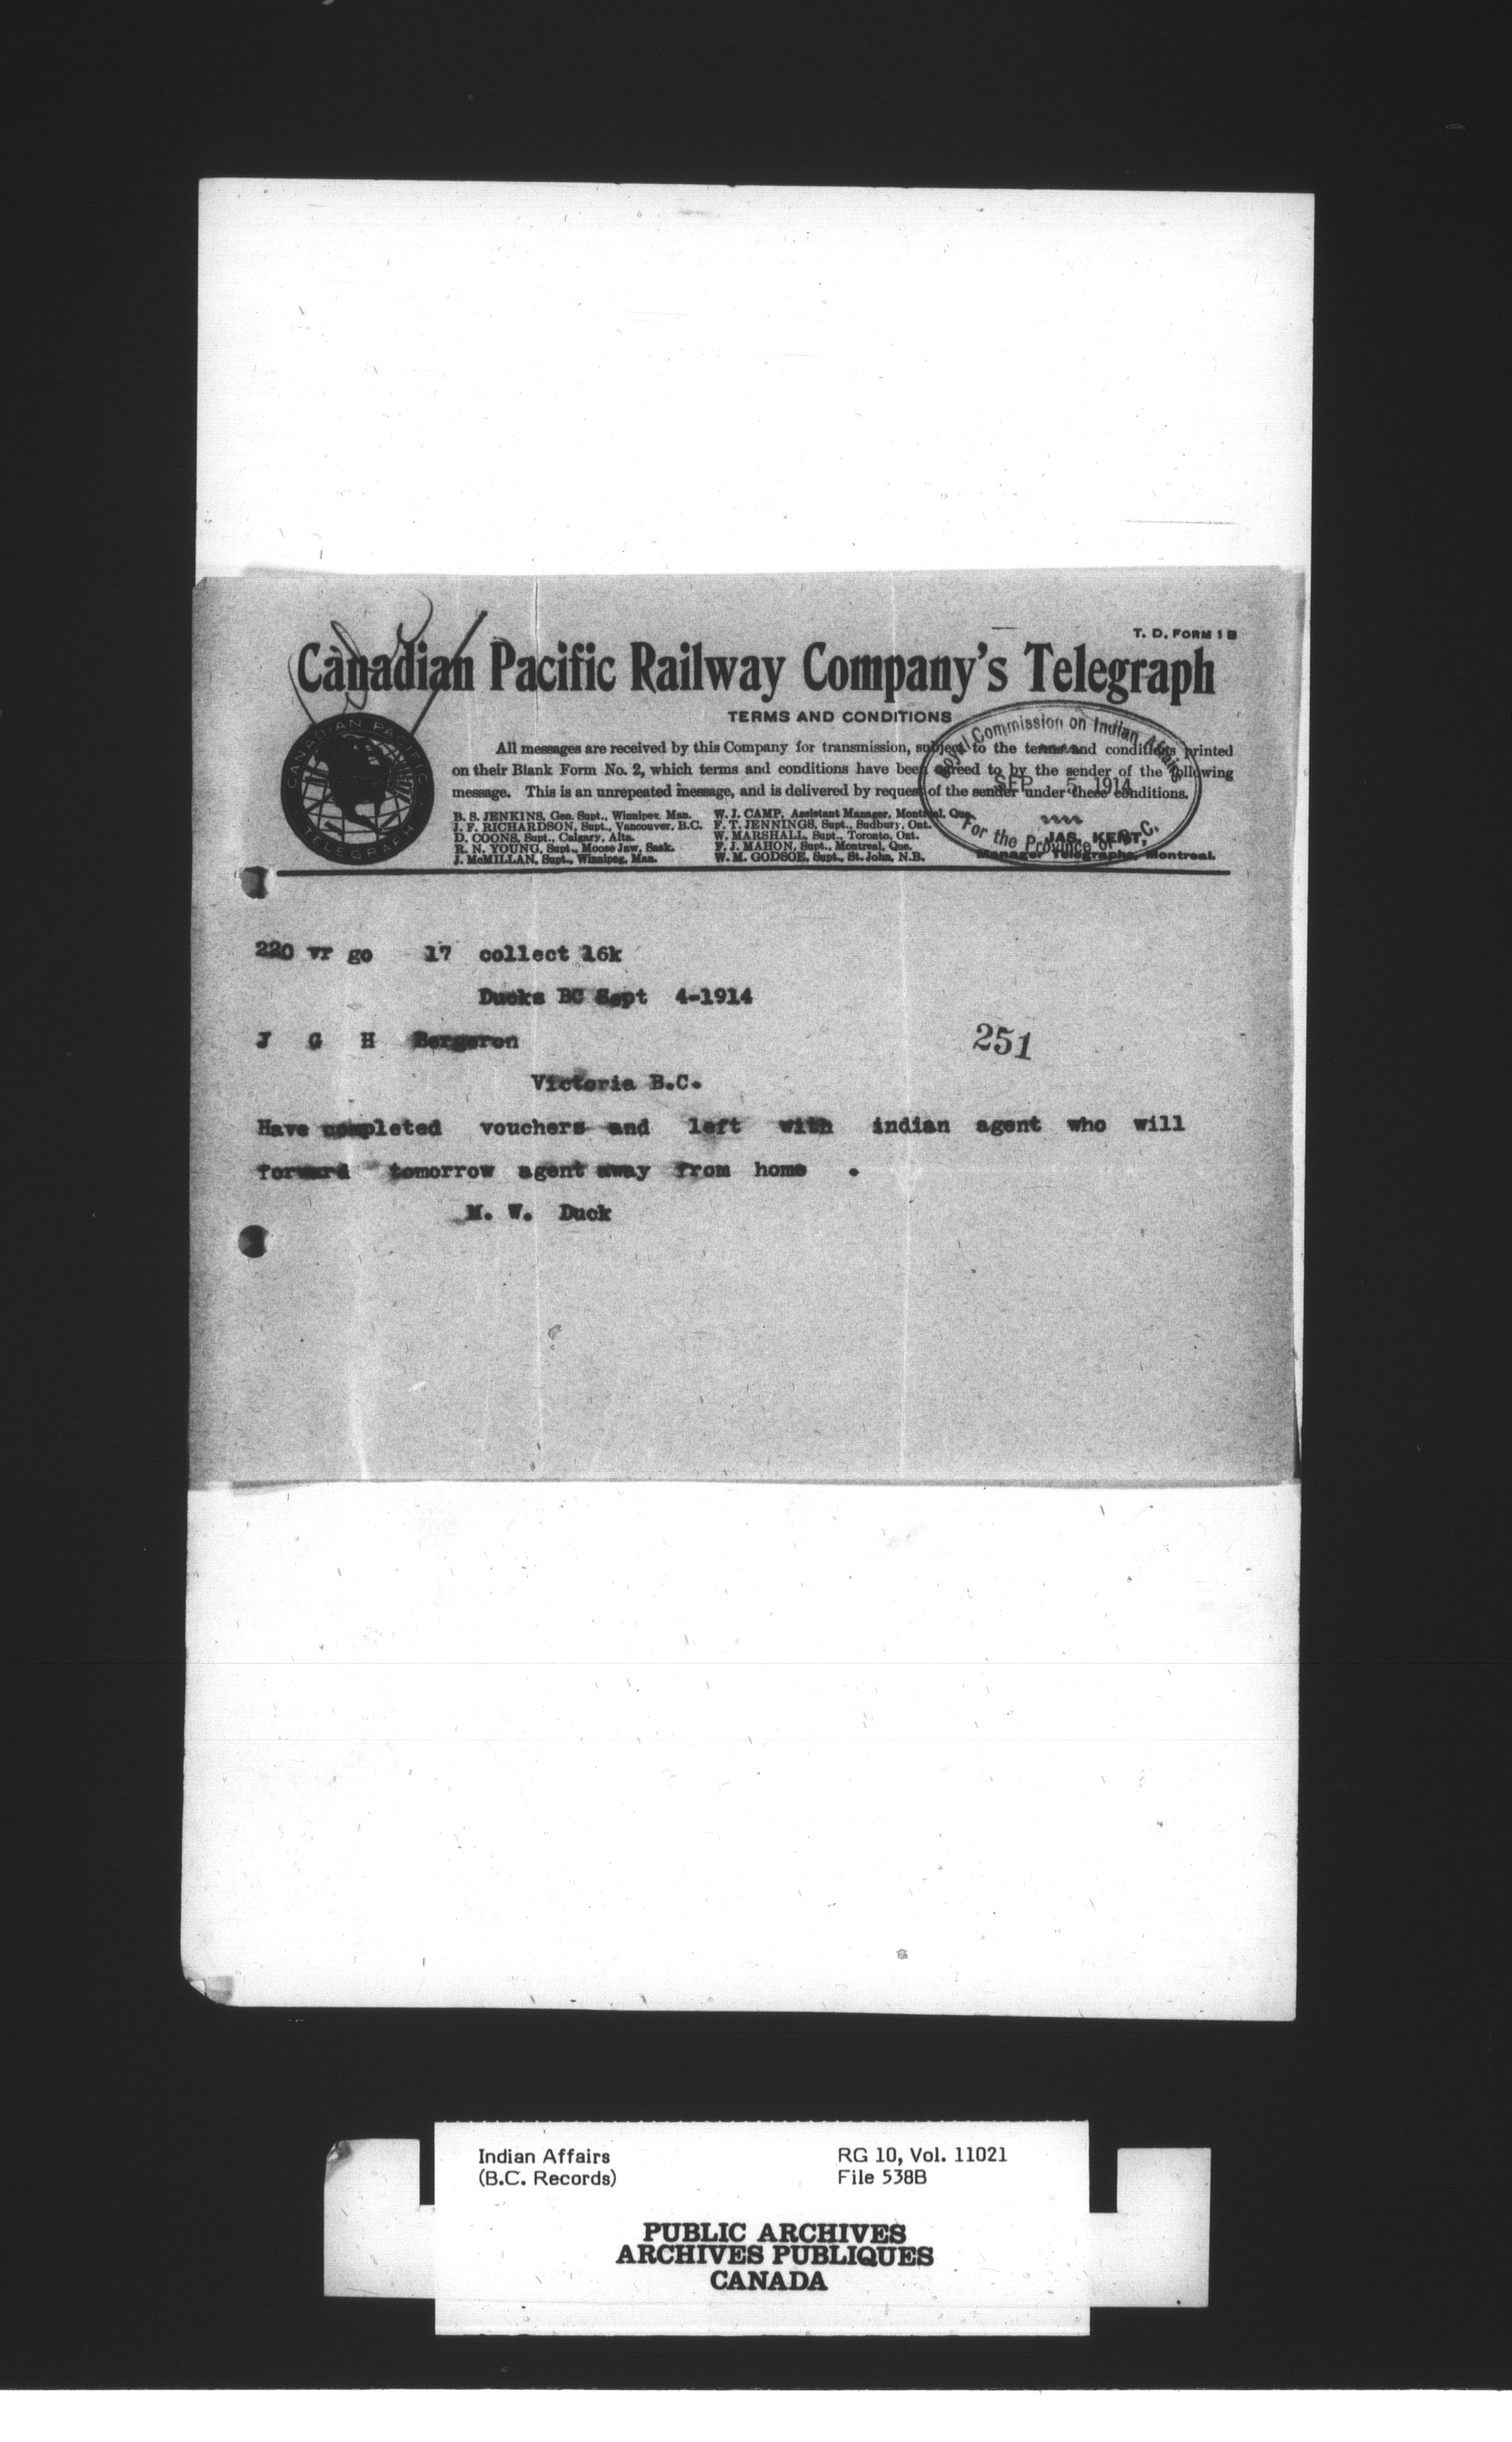 T. D. FORM 1
Canadian Pacific Railway Company's Telegraph
TERMS AND CONDITIONS
All messages are received by this Company for transmission, subject to the terms and conditions printed
on their Blank Form No. 2, which terms and conditions have been agreed to by the sender of the following
message. This is an unrepeated message, and is delivered by request of the sender under these conditions.
B. S. JENKINS, Gen. Supt., Winnipeg, Man.
J. F. RICHARDSON, Supt., Vancouver, B.C.
D. COONS, Supt., Calgary, Alta.
R. N. YOUNG, Supt., Moose Jaw, Sask.
J. McMILLAN, Supt., Winnipeg, Man.
W. J. CAMP, Assistant Manager, Montreal, Que.
F. T. JENNINGS, Supt., Sudbury, Ont.
W. MARSHALL, Supt., Toronto, Ont.
F. J. MAHON, Supt., Montreal, Que.
W. M. GODSOE, Supt., St. John, N.B.
JAS. KENT,
Manager Telegraphs, Montreal.
CANADIAN PACIFIC
TELEGRAPH
Royal Commission on Indian Affairs
SEP 5 1914
For the Province of B.C.
220 vr go 17 collect 16k
Ducks BC Sept 4-1914
J G H Bergeron
251
Victoria B.C.
Have completed vouchers and left with indian agent who will
forward tomorrow agent away from home .
M. W. Duck
Indian Affairs
(B.C. Records)
RG 10, Vol. 11021
File 538B
PUBLIC ARCHIVES
ARCHIVES PUBLIQUES
CANADA